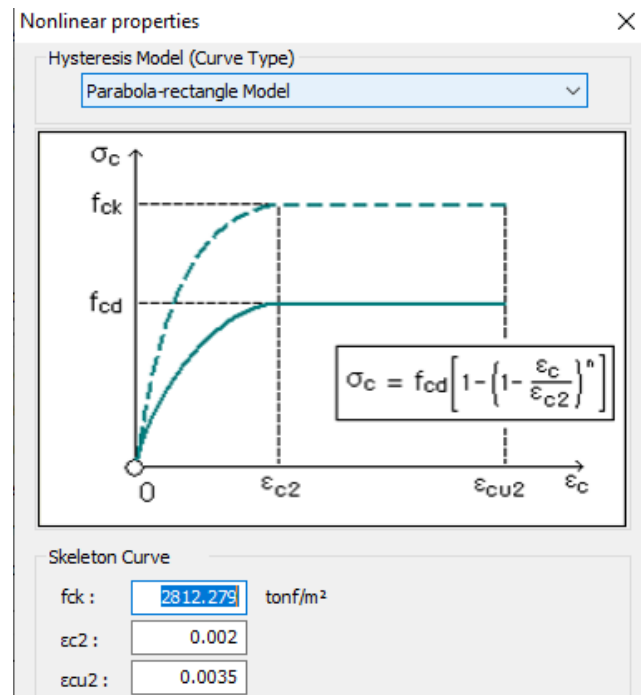 Nonlinear properties
Hysteresis Model (Curve Type)
Parabola-rectangle Model
σc
fck
fcd
σc = fcd[1-(1-εc/εc2)ⁿ]
0
εc2
εcu2
εc
Skeleton Curve
fck : 2812.279 tonf/m²
εc2 : 0.002
εcu2 : 0.0035